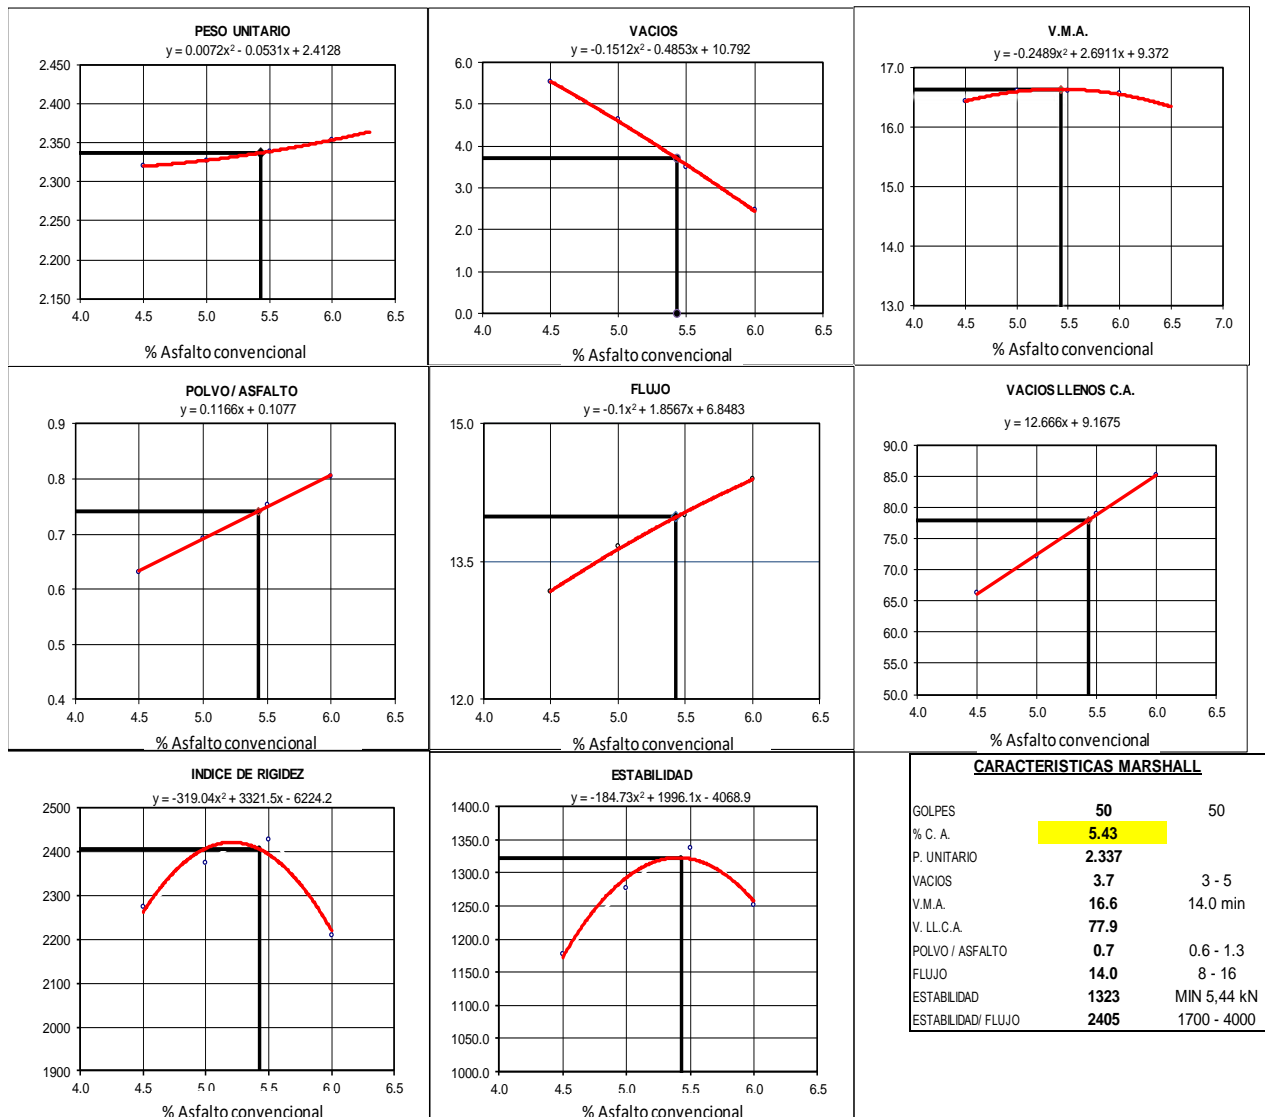 PESO UNITARIO
y = 0.0072x² - 0.0531x + 2.4128
2.450
2.400
2.350
2.300
2.250
2.200
2.150
4.0 4.5 5.0 5.5 6.0 6.5
% Asfalto convencional
VACIOS
y = -0.1512x² - 0.4853x + 10.792
6.0
5.0
4.0
3.0
2.0
1.0
0.0
4.0 4.5 5.0 5.5 6.0 6.5
% Asfalto convencional
V.M.A.
y = -0.2489x² + 2.6911x + 9.372
17.0
16.0
15.0
14.0
13.0
4.0 4.5 5.0 5.5 6.0 6.5 7.0
% Asfalto convencional
POLVO / ASFALTO
y = 0.1166x + 0.1077
0.9
0.8
0.7
0.6
0.5
0.4
4.0 4.5 5.0 5.5 6.0 6.5
% Asfalto convencional
FLUJO
y = -0.1x² + 1.8567x + 6.8483
15.0
13.5
12.0
4.0 4.5 5.0 5.5 6.0 6.5
% Asfalto convencional
VACIOS LLENOS C.A.
y = 12.666x + 9.1675
90.0
85.0
80.0
75.0
70.0
65.0
60.0
55.0
50.0
4.0 4.5 5.0 5.5 6.0 6.5
% Asfalto convencional
INDICE DE RIGIDEZ
y = -319.04x² + 3321.5x - 6224.2
2500
2400
2300
2200
2100
2000
1900
4.0 4.5 5.0 5.5 6.0 6.5
% Asfalto convencional
ESTABILIDAD
y = -184.73x² + 1996.1x - 4068.9
1400.0
1350.0
1300.0
1250.0
1200.0
1150.0
1100.0
1050.0
1000.0
4.0 4.5 5.0 5.5 6.0 6.5
% Asfalto convencional
CARACTERISTICAS MARSHALL
GOLPES 50 50
% C. A. 5.43
P. UNITARIO 2.337
VACIOS 3.7 3 - 5
V.M.A. 16.6 14.0 min
V. LL.C.A. 77.9
POLVO / ASFALTO 0.7 0.6 - 1.3
FLUJO 14.0 8 - 16
ESTABILIDAD 1323 MIN 5,44 kN
ESTABILIDAD/ FLUJO 2405 1700 - 4000